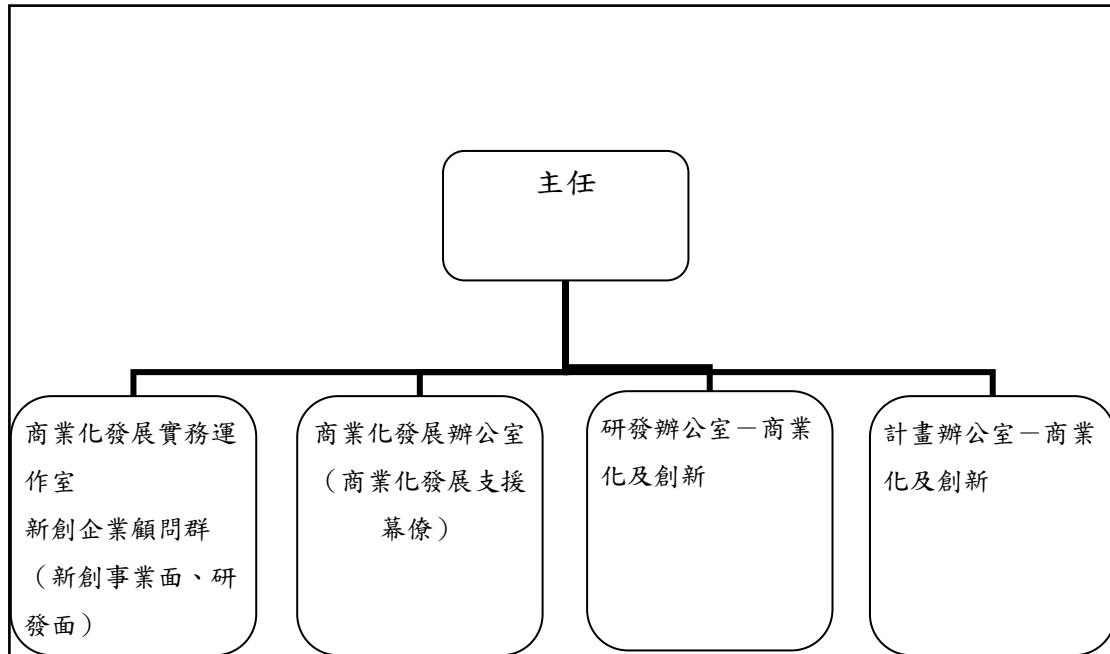 主任
商業化發展實務運
作室
新創企業顧問群
（新創事業面、研
發面）
商業化發展辦公室
（商業化發展支援
幕僚）
研發辦公室－商業
化及創新
計畫辦公室－商業
化及創新